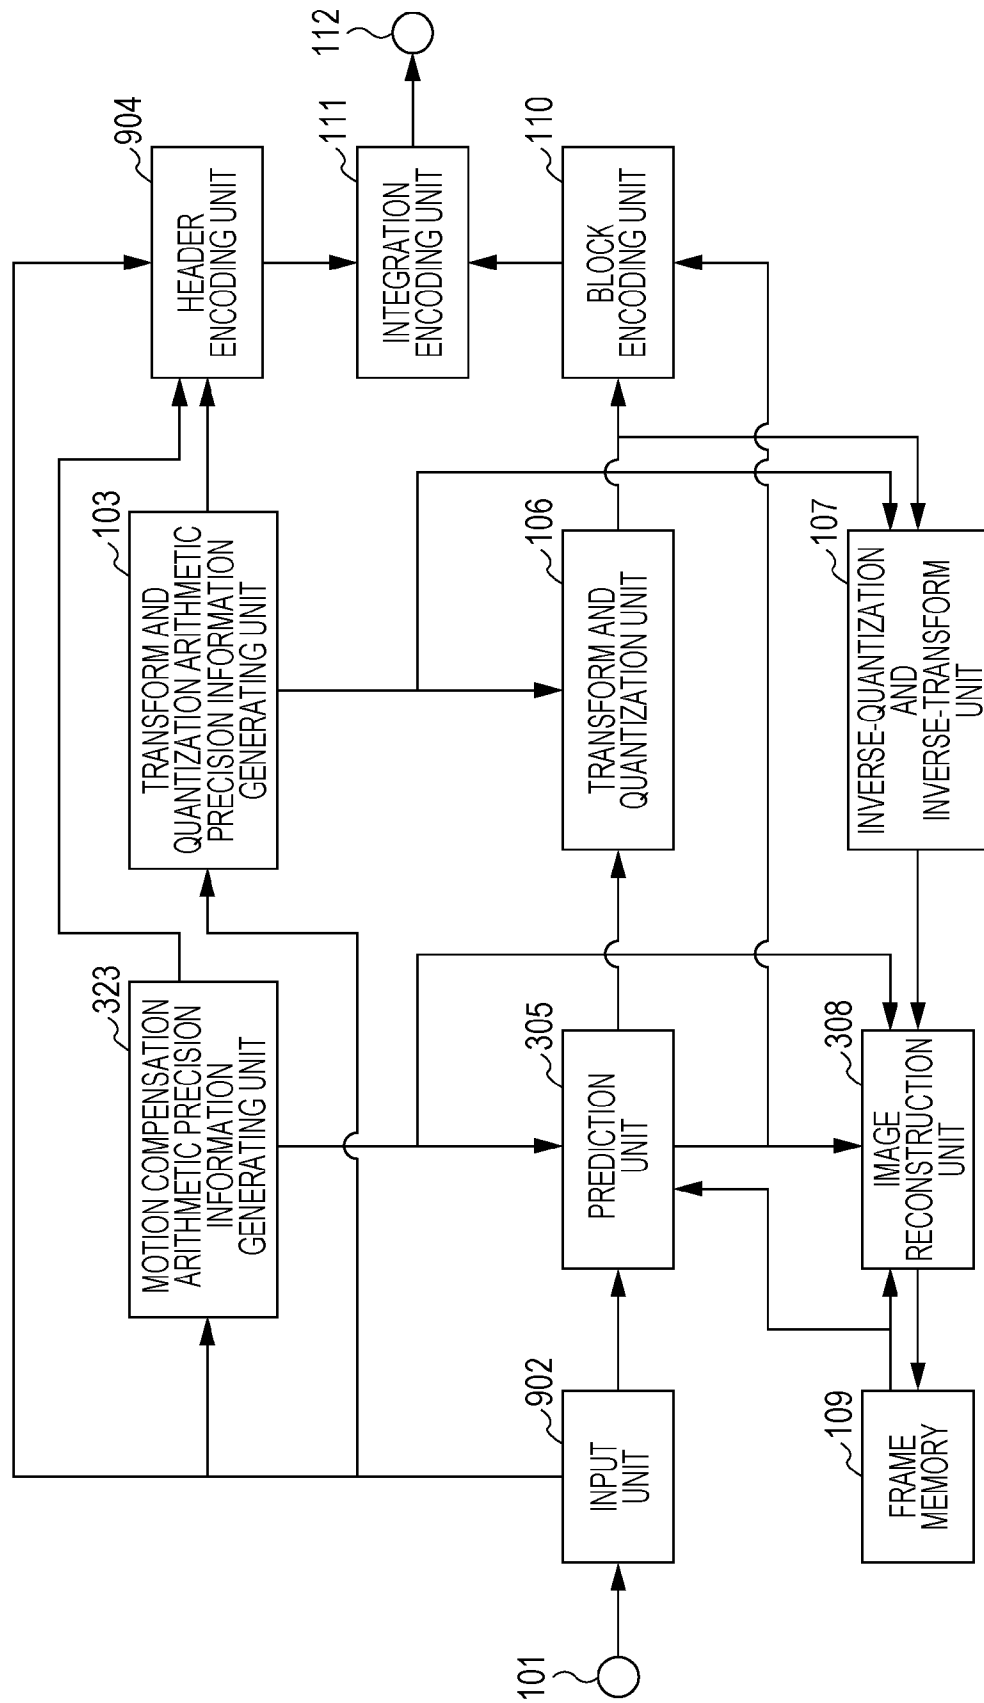 101
902
INPUT
UNIT
109
FRAME
MEMORY
323
MOTION COMPENSATION
ARITHMETIC PRECISION
INFORMATION
GENERATING UNIT
305
PREDICTION
UNIT
308
IMAGE
RECONSTRUCTION
UNIT
103
TRANSFORM AND
QUANTIZATION ARITHMETIC
PRECISION INFORMATION
GENERATING UNIT
106
TRANSFORM AND
QUANTIZATION UNIT
107
INVERSE-QUANTIZATION
AND
INVERSE-TRANSFORM
UNIT
904
HEADER
ENCODING UNIT
111
INTEGRATION
ENCODING UNIT
110
BLOCK
ENCODING UNIT
112